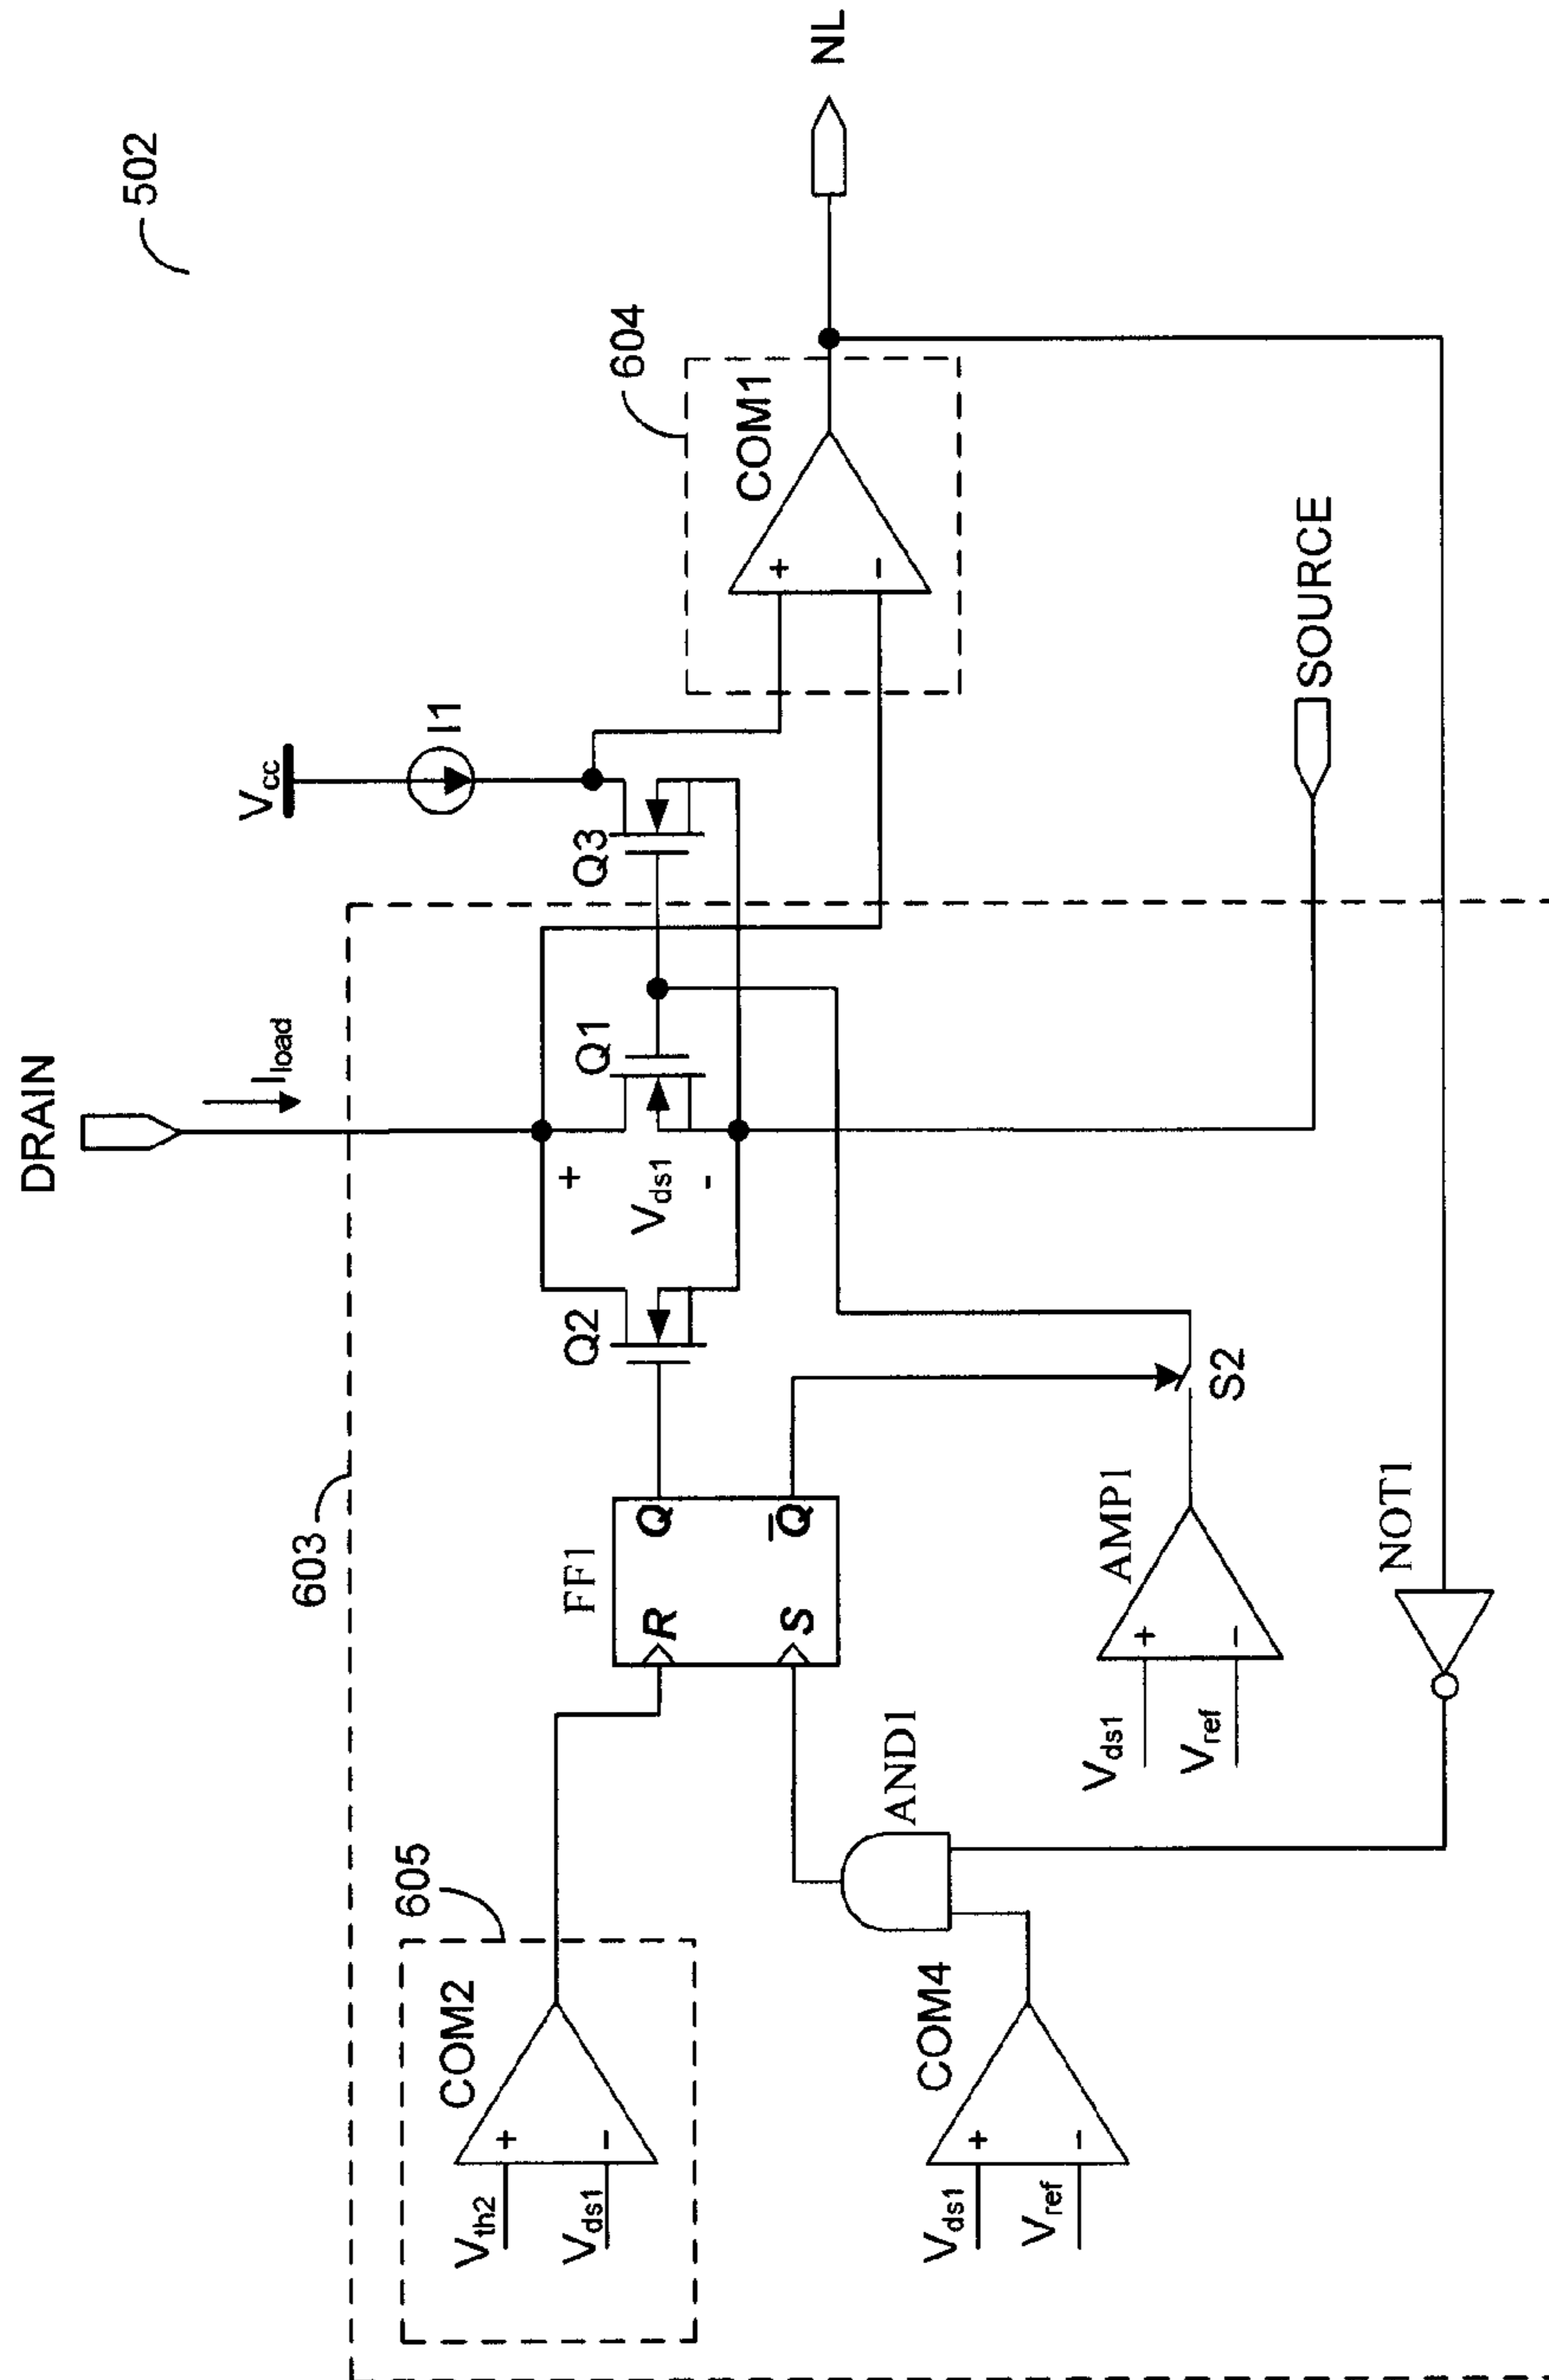 502
DRAIN
I load
Vcc
I1
603
604
COM1
+
-
NL
Q2
+
Vds1
-
Q1
Q3
605
COM2
Vth2
+
Vds1
-
FF1
R
Q
S
Q̅
AND1
COM4
Vds1
+
Vref
-
AMP1
Vds1
+
Vref
-
S2
SOURCE
NOT1